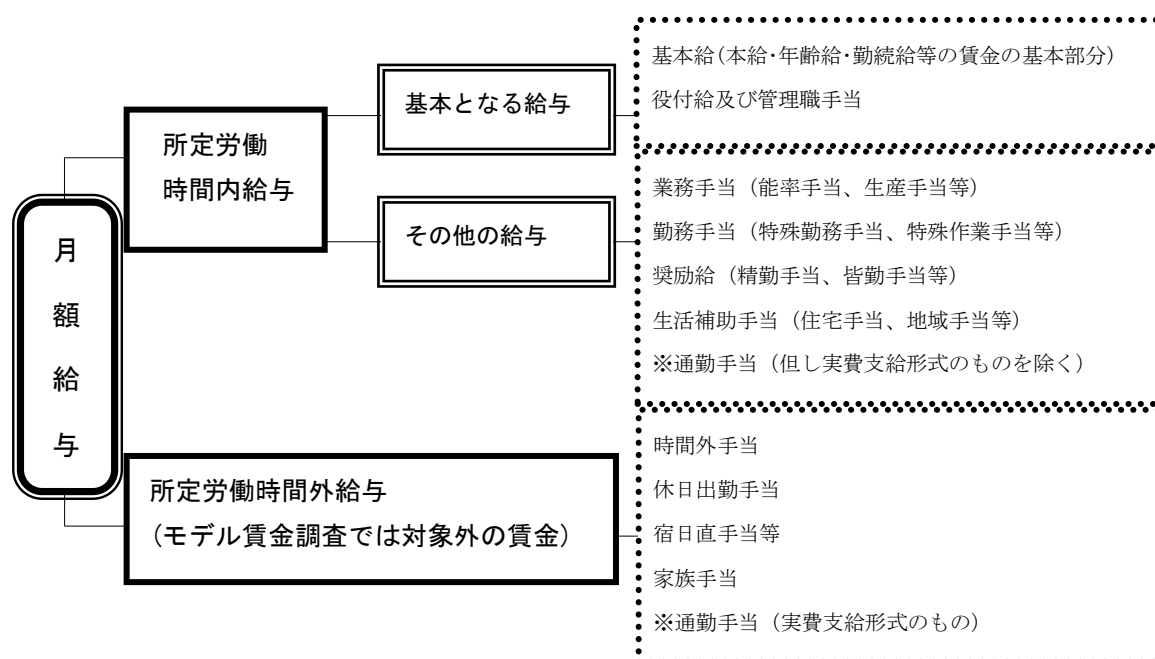 月額給与
所定労働
時間内給与
基本となる給与
基本給（本給・年齢給・勤続給等の賃金の基本部分）
役付給及び管理職手当
その他の給与
業務手当（能率手当、生産手当等）
勤務手当（特殊勤務手当、特殊作業手当等）
奨励給（精勤手当、皆勤手当等）
生活補助手当（住宅手当、地域手当等）
※通勤手当（但し実費支給形式のものを除く）
所定労働時間外給与
（モデル賃金調査では対象外の賃金）
時間外手当
休日出勤手当
宿日直手当等
家族手当
※通勤手当（実費支給形式のもの）